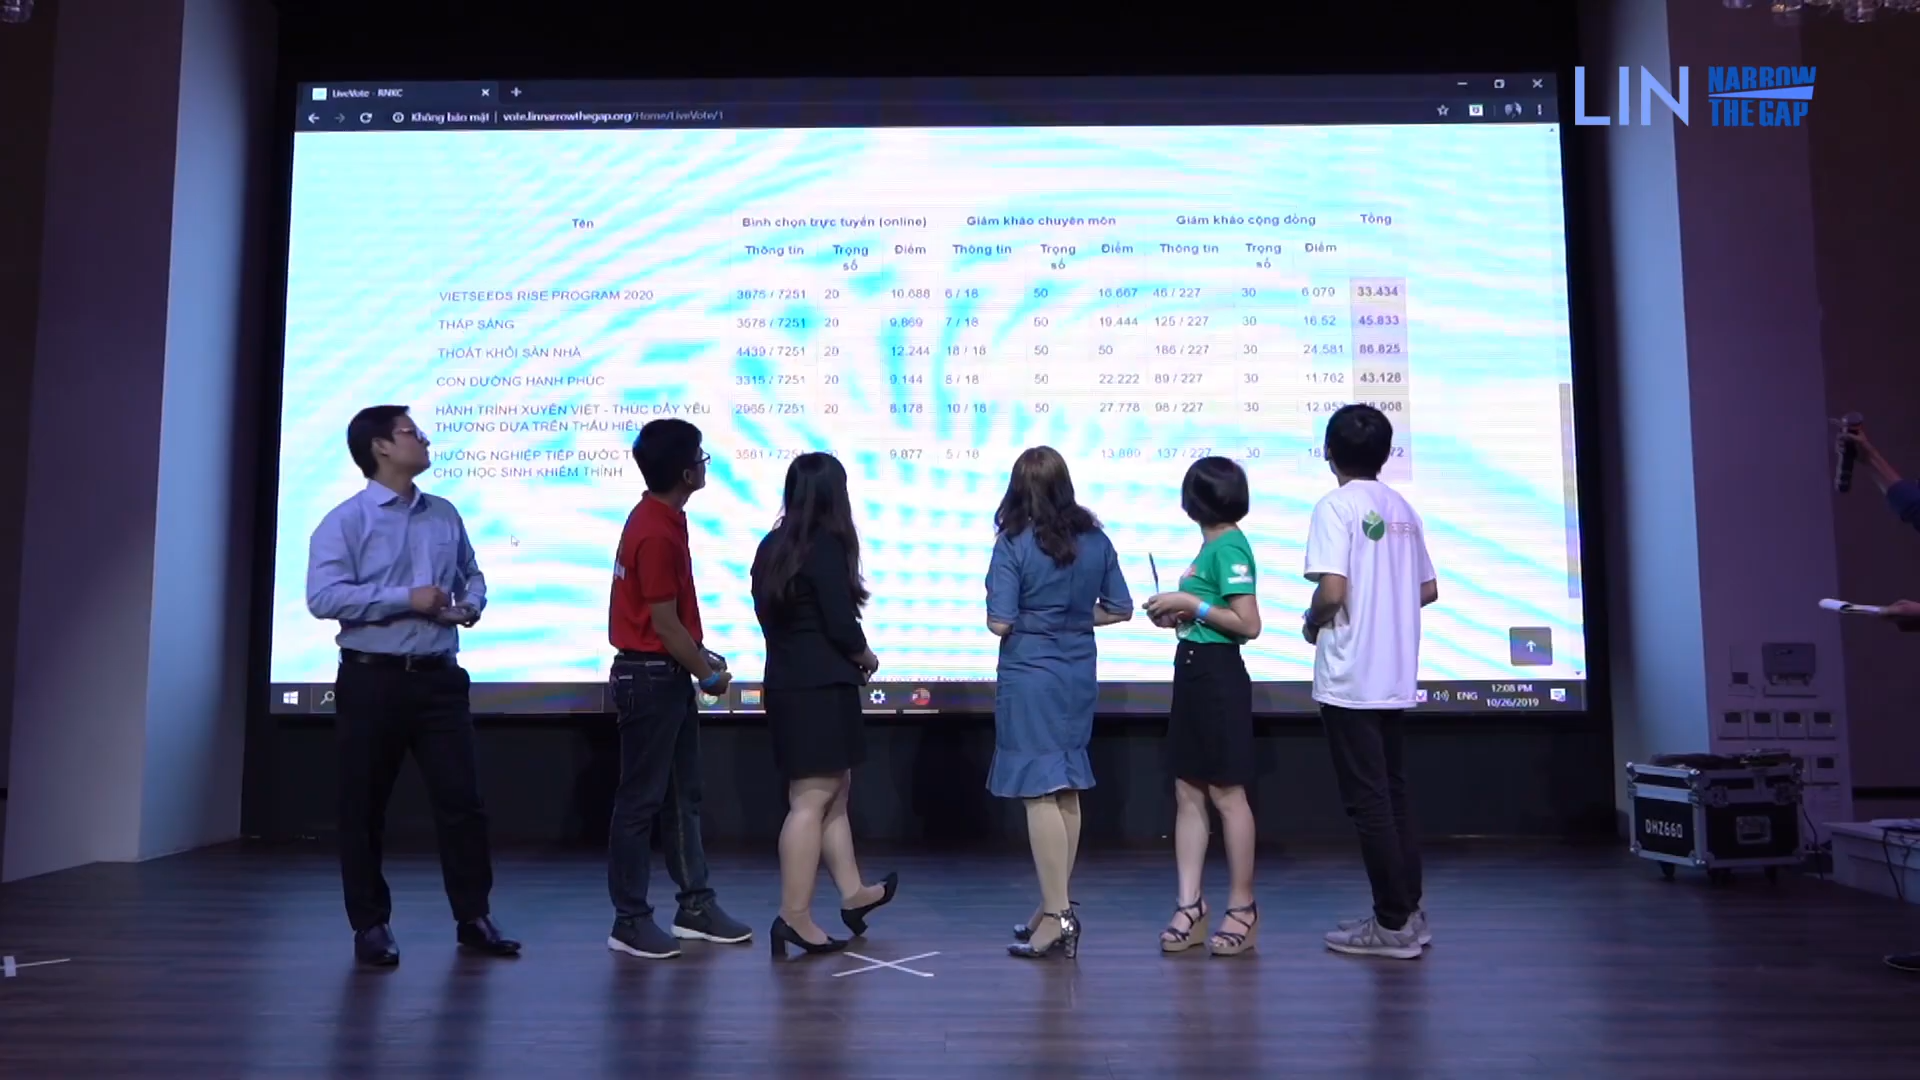 LIN NARROW
THE GAP
LiveVote - RNKC
Không bảo mật | vote.linnarrowthegap.org/Home/LiveVote/1
Tên Bình chọn trực tuyến (online) Giám khảo chuyên môn Giám khảo cộng đồng Tổng
Thông tin Trọng số Điểm Thông tin Trọng số Điểm Thông tin Trọng số Điểm
VIETSEEDS RISE PROGRAM 2020 3875 / 7251 20 10.688 6 / 18 50 16.667 46 / 227 30 6.079 33.434
THẮP SÁNG 3578 / 7251 20 9.869 7 / 18 50 19.444 125 / 227 30 16.52 45.833
THOÁT KHỎI SÀN NHÀ 4439 / 7251 20 12.244 18 / 18 50 50 186 / 227 30 24.581 86.825
CON ĐƯỜNG HẠNH PHÚC 3315 / 7251 20 9.144 8 / 18 50 22.222 89 / 227 30 11.762 43.128
HÀNH TRÌNH XUYÊN VIỆT - THÚC ĐẨY YÊU 2965 / 7251 20 8.178 10 / 18 50 27.778 98 / 227 30
THƯƠNG DỰA TRÊN THẤU HIỂU
HƯỚNG NGHIỆP TIẾP BƯỚC 3581 / 7251 9.877 5 / 18 13.889 137 / 227 30
CHO HỌC SINH KHIẾM THÍNH
ENG 12:08 PM
10/26/2019
DHZ660